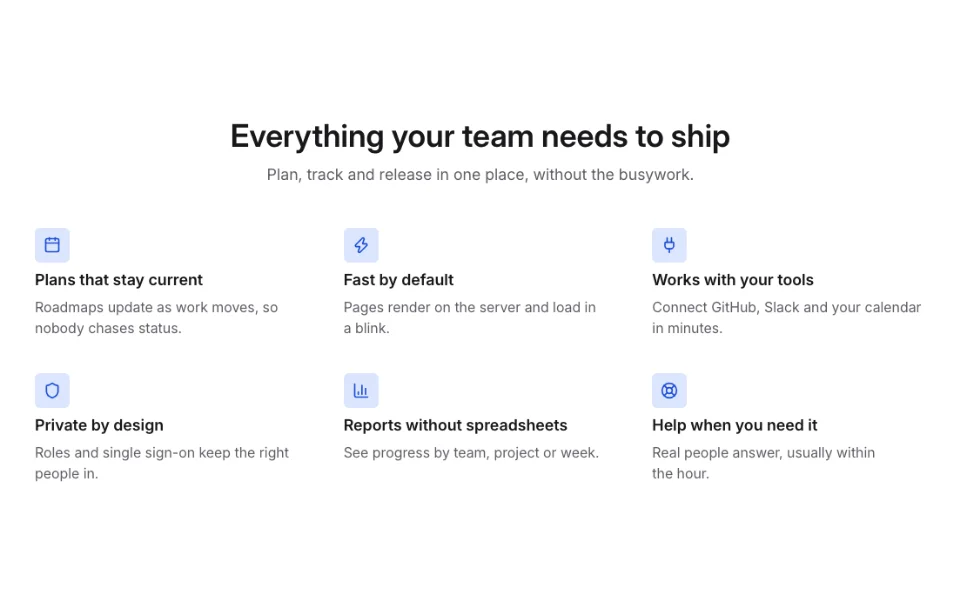 Everything your team needs to ship
Plan, track and release in one place, without the busywork.
Plans that stay current
Roadmaps update as work moves, so
nobody chases status.
Fast by default
Pages render on the server and load in
a blink.
Works with your tools
Connect GitHub, Slack and your calendar
in minutes.
Private by design
Roles and single sign-on keep the right
people in.
Reports without spreadsheets
See progress by team, project or week.
Help when you need it
Real people answer, usually within
the hour.